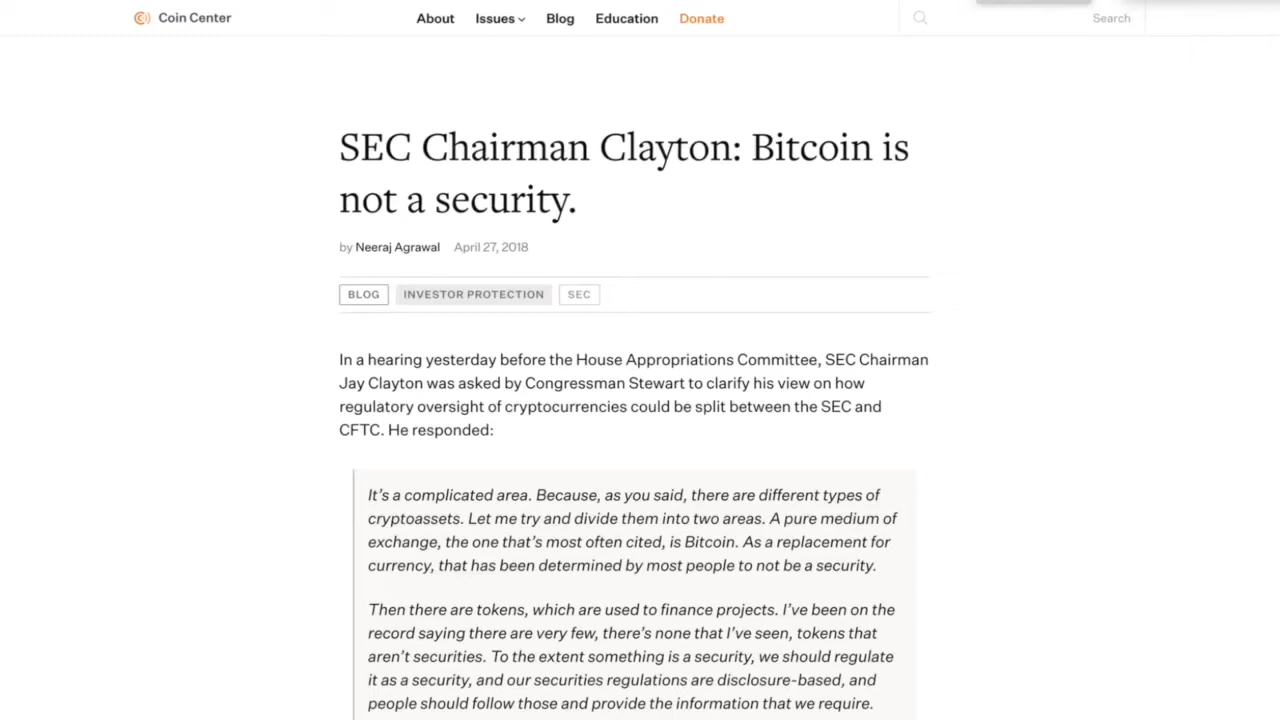 Coin Center
About Issues Blog Education Donate
Search
SEC Chairman Clayton: Bitcoin is
not a security.
by Neeraj Agrawal April 27, 2018
BLOG INVESTOR PROTECTION SEC
In a hearing yesterday before the House Appropriations Committee, SEC Chairman
Jay Clayton was asked by Congressman Stewart to clarify his view on how
regulatory oversight of cryptocurrencies could be split between the SEC and
CFTC. He responded:
It's a complicated area. Because, as you said, there are different types of
cryptoassets. Let me try and divide them into two areas. A pure medium of
exchange, the one that's most often cited, is Bitcoin. As a replacement for
currency, that has been determined by most people to not be a security.
Then there are tokens, which are used to finance projects. I've been on the
record saying there are very few, there's none that I've seen, tokens that
aren't securities. To the extent something is a security, we should regulate
it as a security, and our securities regulations are disclosure-based, and
people should follow those and provide the information that we require.